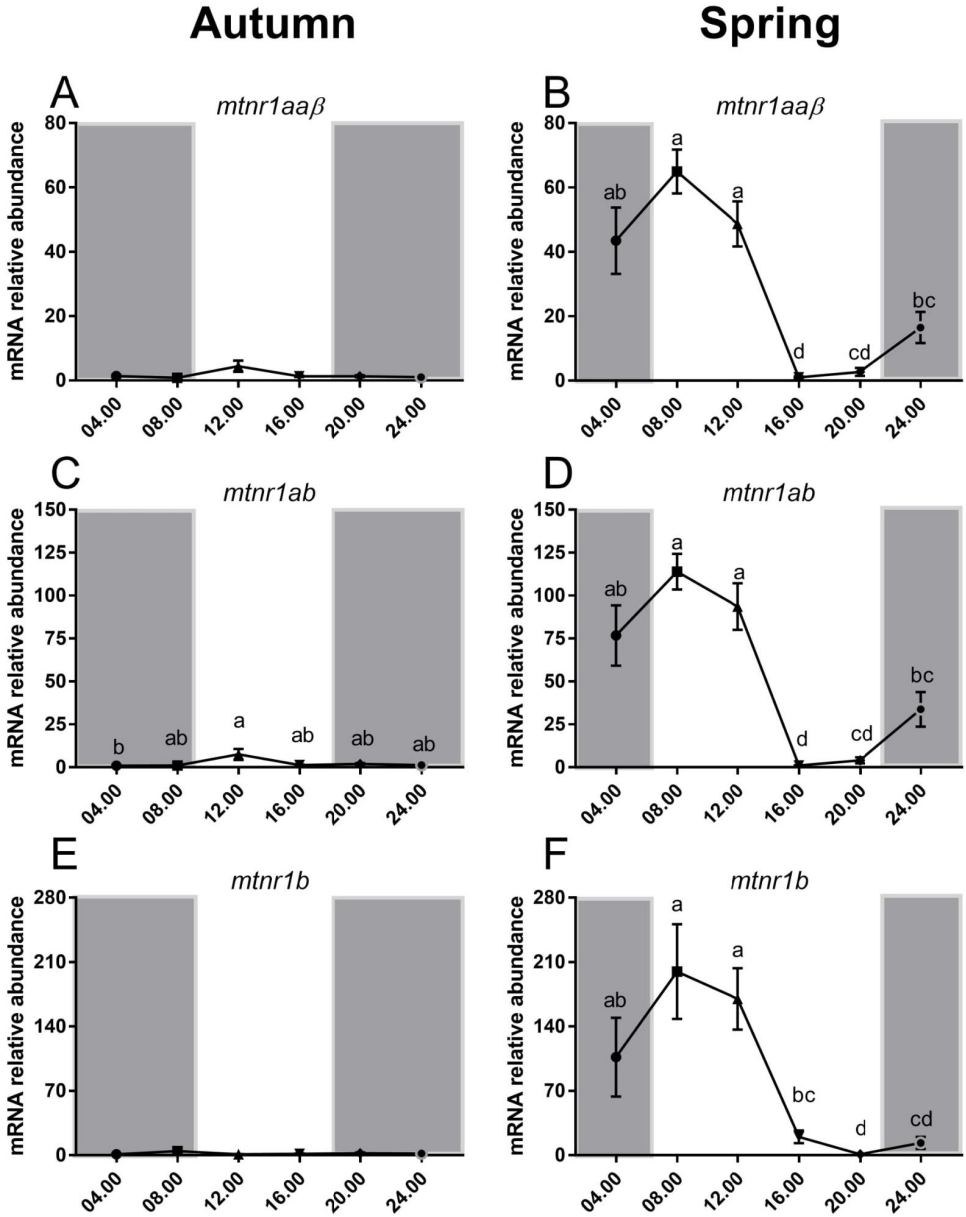 Autumn
Spring
A
mtnr1aaβ
mRNA relative abundance
80
60
40
20
0
04.00
08.00
12.00
16.00
20.00
24.00
B
mtnr1aaβ
mRNA relative abundance
80
60
40
20
0
ab
a
a
d
cd
bc
04.00
08.00
12.00
16.00
20.00
24.00
C
mtnr1ab
mRNA relative abundance
150
125
100
75
50
25
0
b
ab
a
ab
ab
ab
04.00
08.00
12.00
16.00
20.00
24.00
D
mtnr1ab
mRNA relative abundance
150
125
100
75
50
25
0
ab
a
a
d
cd
bc
04.00
08.00
12.00
16.00
20.00
24.00
E
mtnr1b
mRNA relative abundance
280
210
140
70
0
04.00
08.00
12.00
16.00
20.00
24.00
F
mtnr1b
mRNA relative abundance
280
210
140
70
0
ab
a
a
bc
d
cd
04.00
08.00
12.00
16.00
20.00
24.00